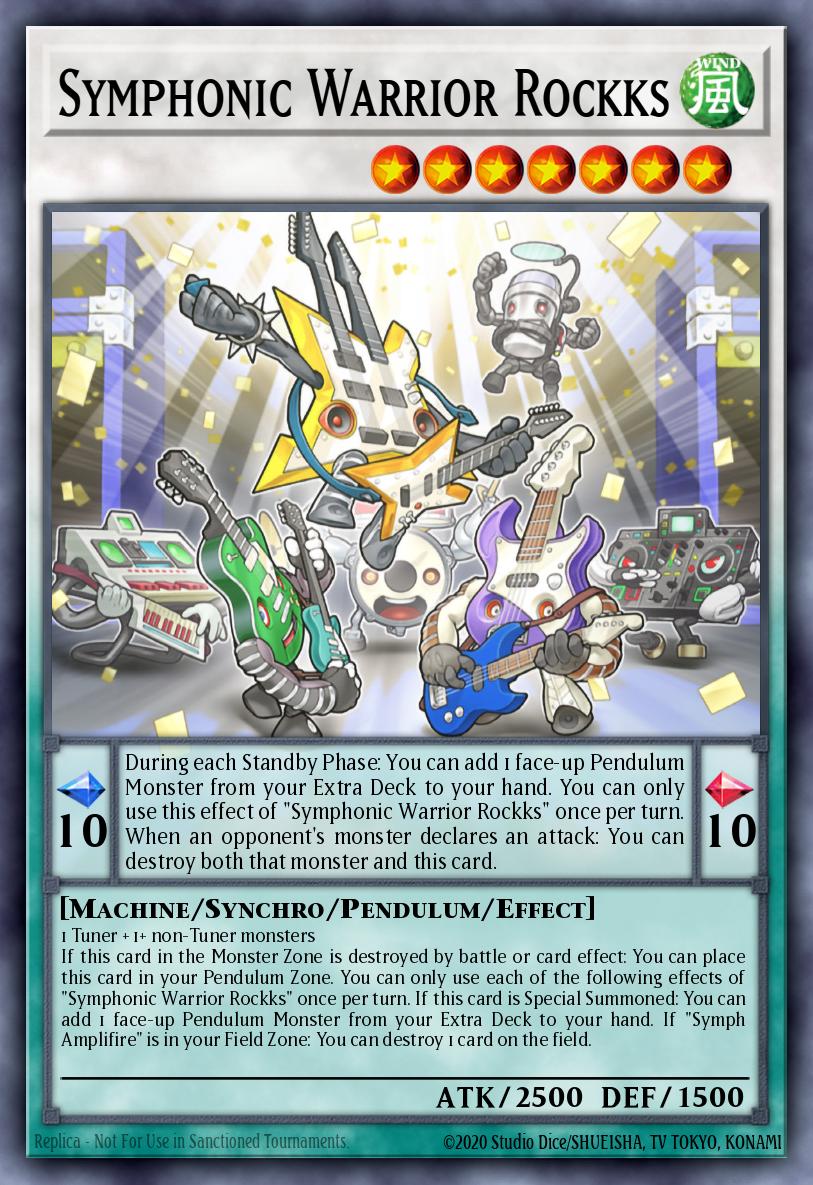 Symphonic Warrior Rockks
WIND
風
During each Standby Phase: You can add 1 face-up Pendulum
Monster from your Extra Deck to your hand. You can only
use this effect of "Symphonic Warrior Rockks" once per turn.
When an opponent's monster declares an attack: You can
destroy both that monster and this card.
10
10
[Machine/Synchro/Pendulum/Effect]
1 Tuner + 1+ non-Tuner monsters
If this card in the Monster Zone is destroyed by battle or card effect: You can place
this card in your Pendulum Zone. You can only use each of the following effects of
"Symphonic Warrior Rockks" once per turn. If this card is Special Summoned: You can
add 1 face-up Pendulum Monster from your Extra Deck to your hand. If "Symph
Amplifire" is in your Field Zone: You can destroy 1 card on the field.
ATK/2500 DEF/1500
Replica - Not For Use in Sanctioned Tournaments.
©2020 Studio Dice/SHUEISHA, TV TOKYO, KONAMI